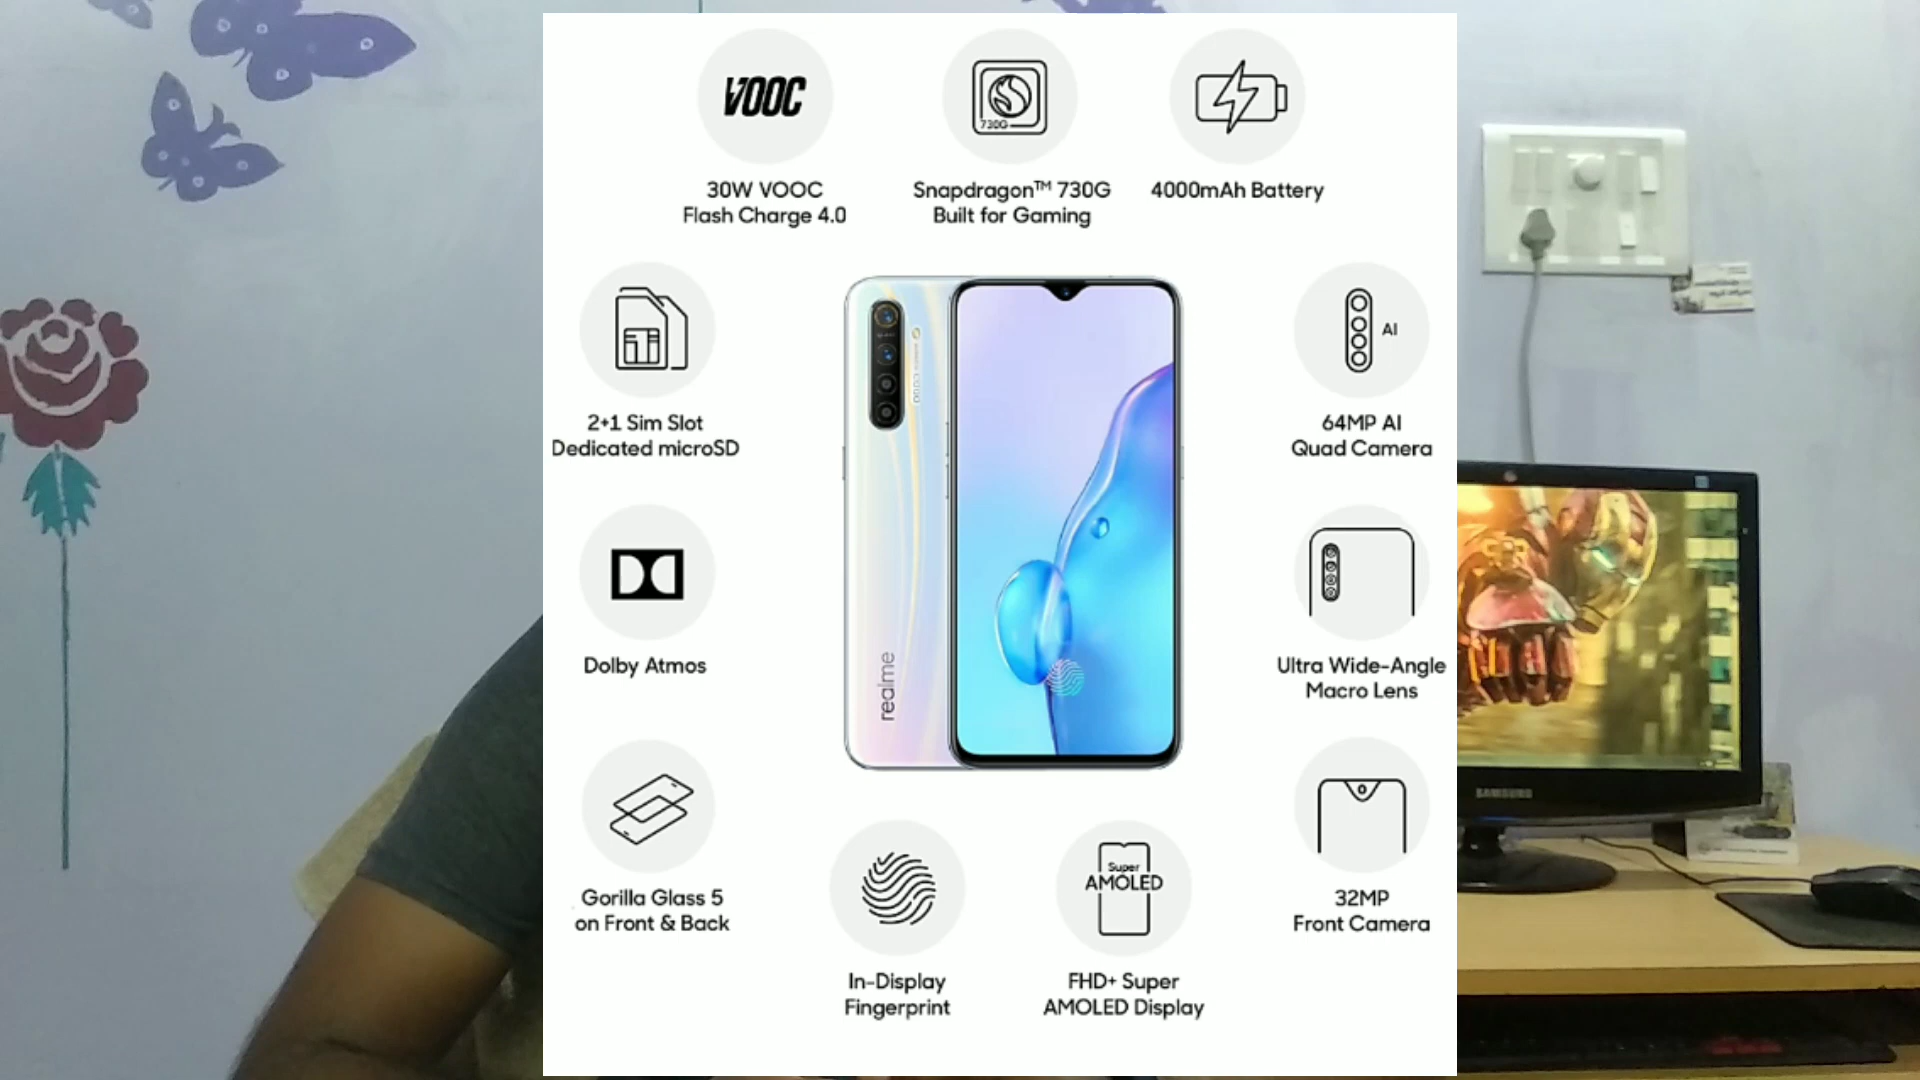 VOOC
730G
30W VOOC
Flash Charge 4.0
Snapdragon™ 730G
Built for Gaming
4000mAh Battery
AI
2+1 Sim Slot
Dedicated microSD
64MP AI
Quad Camera
Dolby Atmos
Ultra Wide-Angle
Macro Lens
realme
SAMSUNG
Gorilla Glass 5
on Front & Back
Super
AMOLED
32MP
Front Camera
In-Display
Fingerprint
FHD+ Super
AMOLED Display